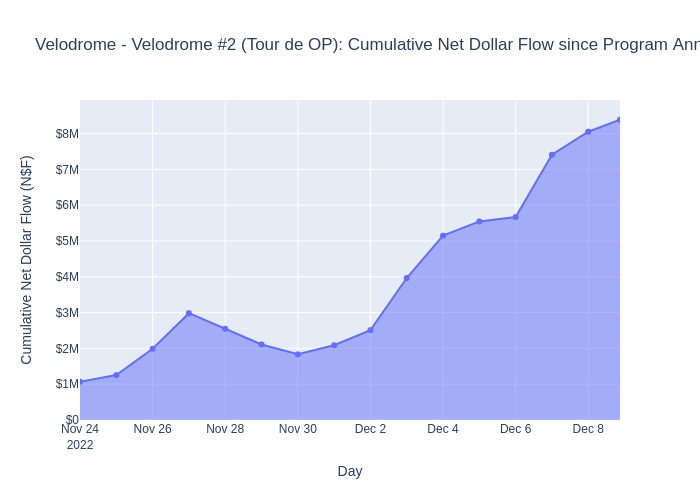 Velodrome - Velodrome #2 (Tour de OP): Cumulative Net Dollar Flow since Program Ann
Cumulative Net Dollar Flow (N$F)
$8M
$7M
$6M
$5M
$4M
$3M
$2M
$1M
$0
Nov 24 Nov 26 Nov 28 Nov 30 Dec 2 Dec 4 Dec 6 Dec 8
2022
Day